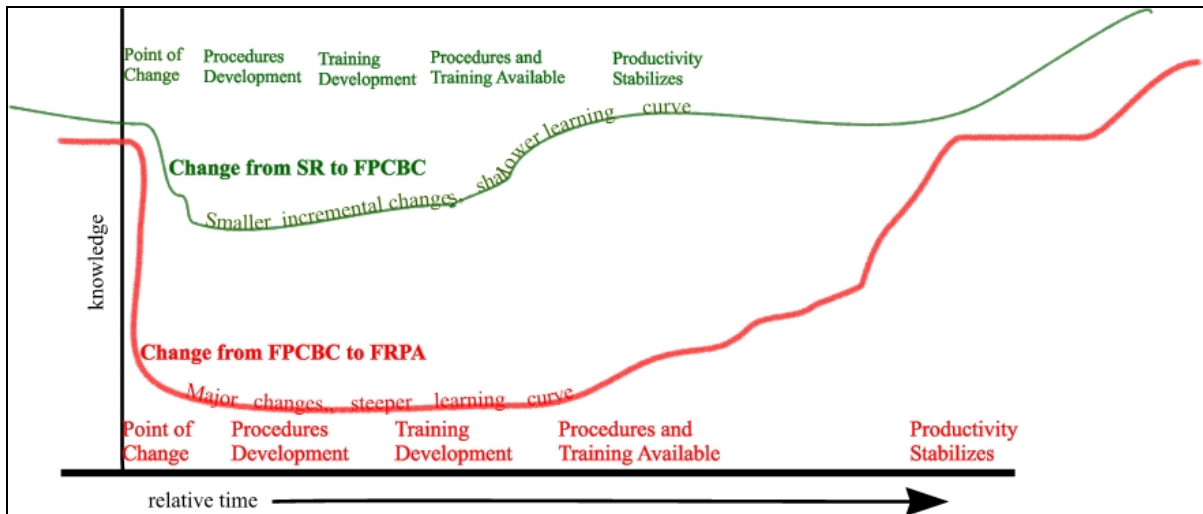 Point of
Change
Procedures
Development
Training
Development
Procedures and
Training Available
Productivity
Stabilizes
Change from SR to FPCBC
Smaller incremental changes, shallower learning curve
knowledge
Change from FPCBC to FRPA
Major changes,, steeper learning curve
Point of
Change
Procedures
Development
Training
Development
Procedures and
Training Available
Productivity
Stabilizes
relative time